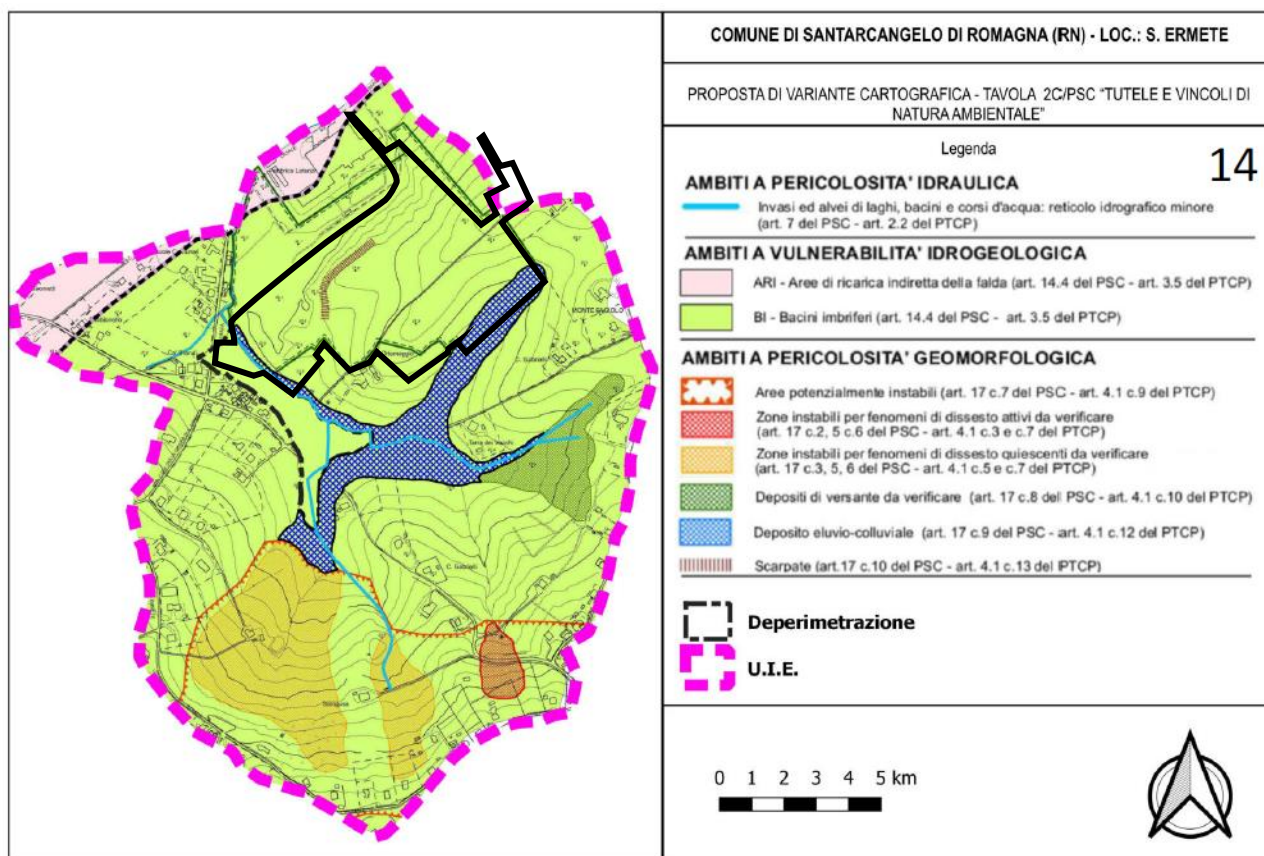 COMUNE DI SANTARCANGELO DI ROMAGNA (RN) - LOC.: S. ERMETE
PROPOSTA DI VARIANTE CARTOGRAFICA - TAVOLA 2C/PSC "TUTELE E VINCOLI DI
NATURA AMBIENTALE"
Legenda
14
AMBITI A PERICOLOSITA' IDRAULICA
Invasi ed alvei di laghi, bacini e corsi d'acqua: reticolo idrografico minore
(art. 7 del PSC - art. 2.2 del PTCP)
AMBITI A VULNERABILITA' IDROGEOLOGICA
ARI - Aree di ricarica indiretta della falda (art. 14.4 del PSC - art. 3.5 del PTCP)
BI - Bacini imbriferi (art. 14.4 del PSC - art. 3.5 del PTCP)
AMBITI A PERICOLOSITA' GEOMORFOLOGICA
Aree potenzialmente instabili (art. 17 c.7 del PSC - art. 4.1 c.9 del PTCP)
Zone instabili per fenomeni di dissesto attivi da verificare
(art. 17 c.2, 5 c.6 del PSC - art. 4.1 c.3 e c.7 del PTCP)
Zone instabili per fenomeni di dissesto quiescenti da verificare
(art. 17 c.3, 5, 6 del PSC - art. 4.1 c.5 e c.7 del PTCP)
Depositi di versante da verificare (art. 17 c.8 del PSC - art. 4.1 c.10 del PTCP)
Deposito eluvio-colluviale (art. 17 c.9 del PSC - art. 4.1 c.12 del PTCP)
Scarpate (art.17 c.10 del PSC - art. 4.1 c.13 del PTCP)
Deperimetrazione
U.I.E.
0 1 2 3 4 5 km
C. Gabrielli
C. Gabrielli